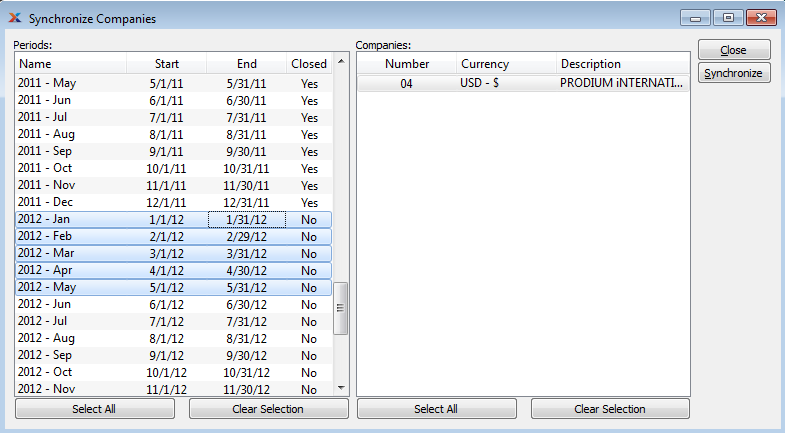 Synchronize Companies
Periods:
Name Start End Closed
2011 - May 5/1/11 5/31/11 Yes
2011 - Jun 6/1/11 6/30/11 Yes
2011 - Jul 7/1/11 7/31/11 Yes
2011 - Aug 8/1/11 8/31/11 Yes
2011 - Sep 9/1/11 9/30/11 Yes
2011 - Oct 10/1/11 10/31/11 Yes
2011 - Nov 11/1/11 11/30/11 Yes
2011 - Dec 12/1/11 12/31/11 Yes
2012 - Jan 1/1/12 1/31/12 No
2012 - Feb 2/1/12 2/29/12 No
2012 - Mar 3/1/12 3/31/12 No
2012 - Apr 4/1/12 4/30/12 No
2012 - May 5/1/12 5/31/12 No
2012 - Jun 6/1/12 6/30/12 No
2012 - Jul 7/1/12 7/31/12 No
2012 - Aug 8/1/12 8/31/12 No
2012 - Sep 9/1/12 9/30/12 No
2012 - Oct 10/1/12 10/31/12 No
2012 - Nov 11/1/12 11/30/12 No
Select All Clear Selection
Companies:
Number Currency Description
04 USD - $ PRODIUM iNTERNATI...
Select All Clear Selection
Close
Synchronize